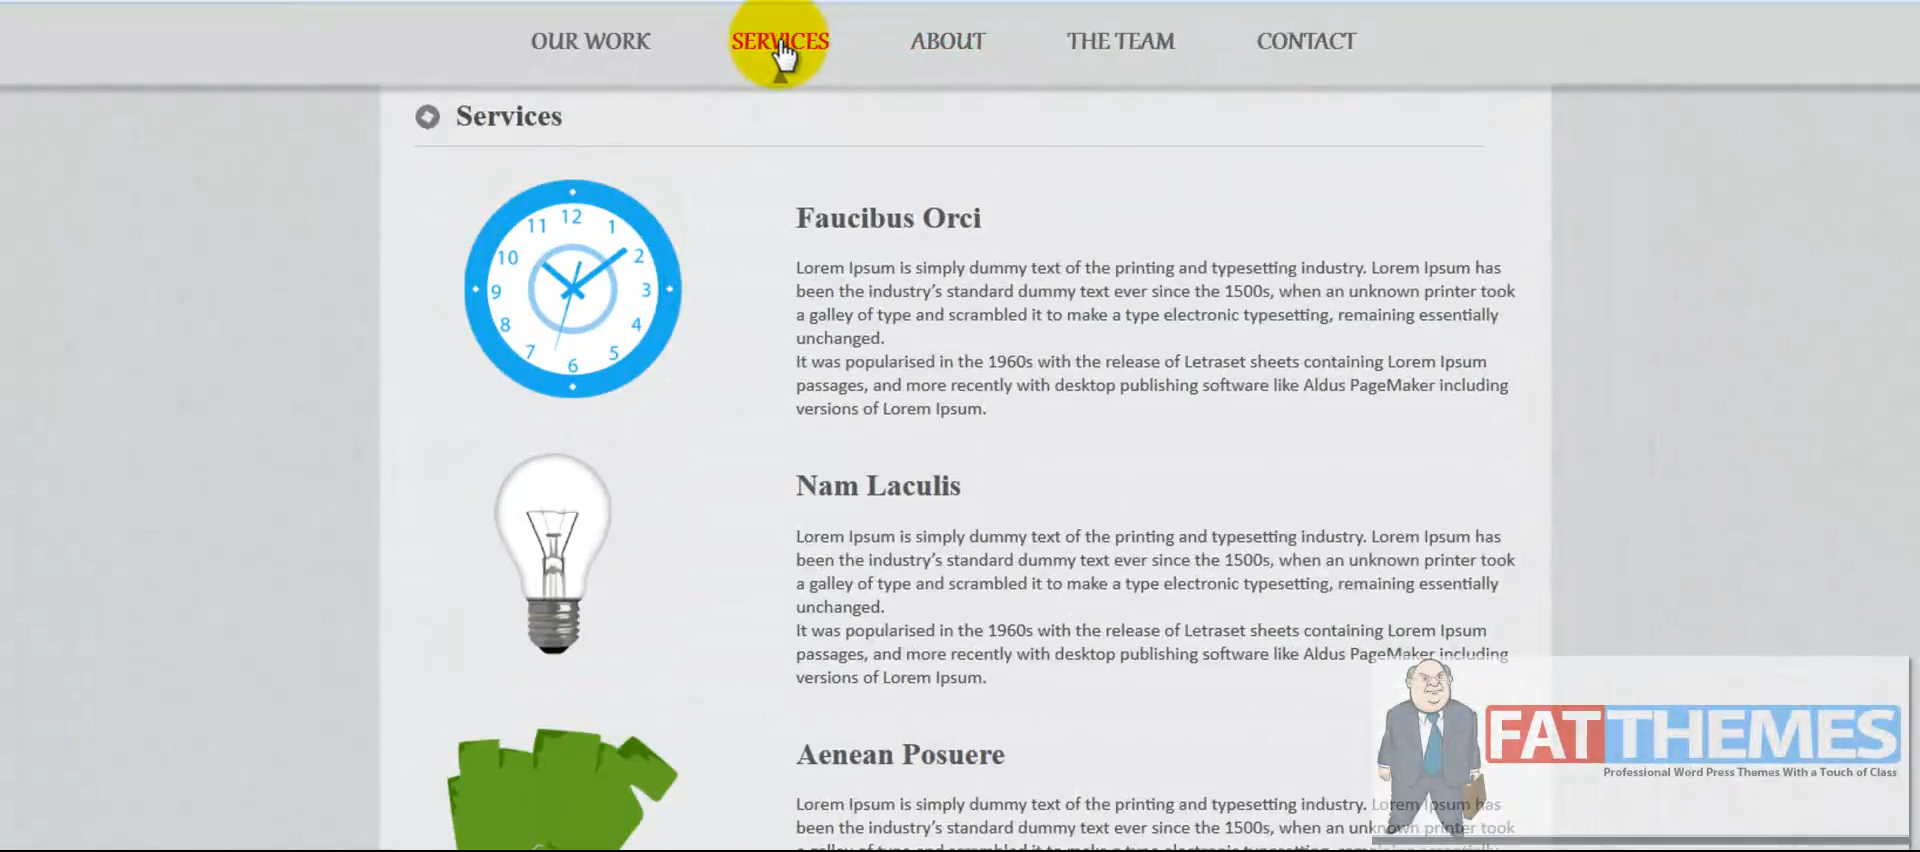 OUR WORK SERVICES ABOUT THE TEAM CONTACT
Services
12
11 1
10 2
9 3
8 4
7 5
6
Faucibus Orci
Lorem Ipsum is simply dummy text of the printing and typesetting industry. Lorem Ipsum has
been the industry’s standard dummy text ever since the 1500s, when an unknown printer took
a galley of type and scrambled it to make a type electronic typesetting, remaining essentially
unchanged.
It was popularised in the 1960s with the release of Letraset sheets containing Lorem Ipsum
passages, and more recently with desktop publishing software like Aldus PageMaker including
versions of Lorem Ipsum.
Nam Laculis
Lorem Ipsum is simply dummy text of the printing and typesetting industry. Lorem Ipsum has
been the industry’s standard dummy text ever since the 1500s, when an unknown printer took
a galley of type and scrambled it to make a type electronic typesetting, remaining essentially
unchanged.
It was popularised in the 1960s with the release of Letraset sheets containing Lorem Ipsum
passages, and more recently with desktop publishing software like Aldus PageMaker including
versions of Lorem Ipsum.
Aenean Posuere
Lorem Ipsum is simply dummy text of the printing and typesetting industry. Lorem Ipsum has
been the industry’s standard dummy text ever since the 1500s, when an unknown printer took
FATTHEMES
Professional Word Press Themes With a Touch of Class